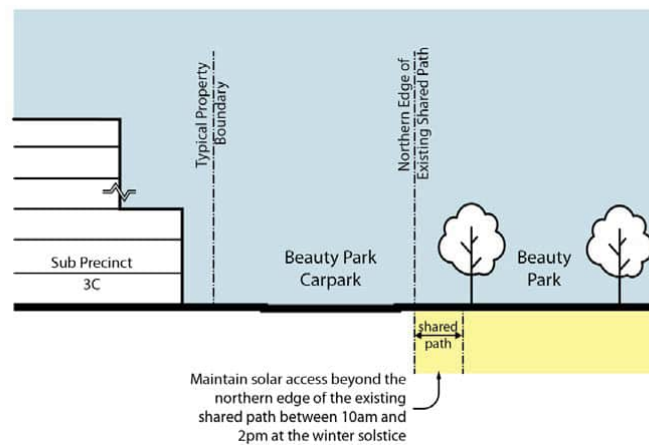 Typical Property
Boundary
Northern Edge of
Existing Shared Path
Sub Precinct
3C
Beauty Park
Carpark
Beauty
Park
shared
path
Maintain solar access beyond the
northern edge of the existing
shared path between 10am and
2pm at the winter solstice